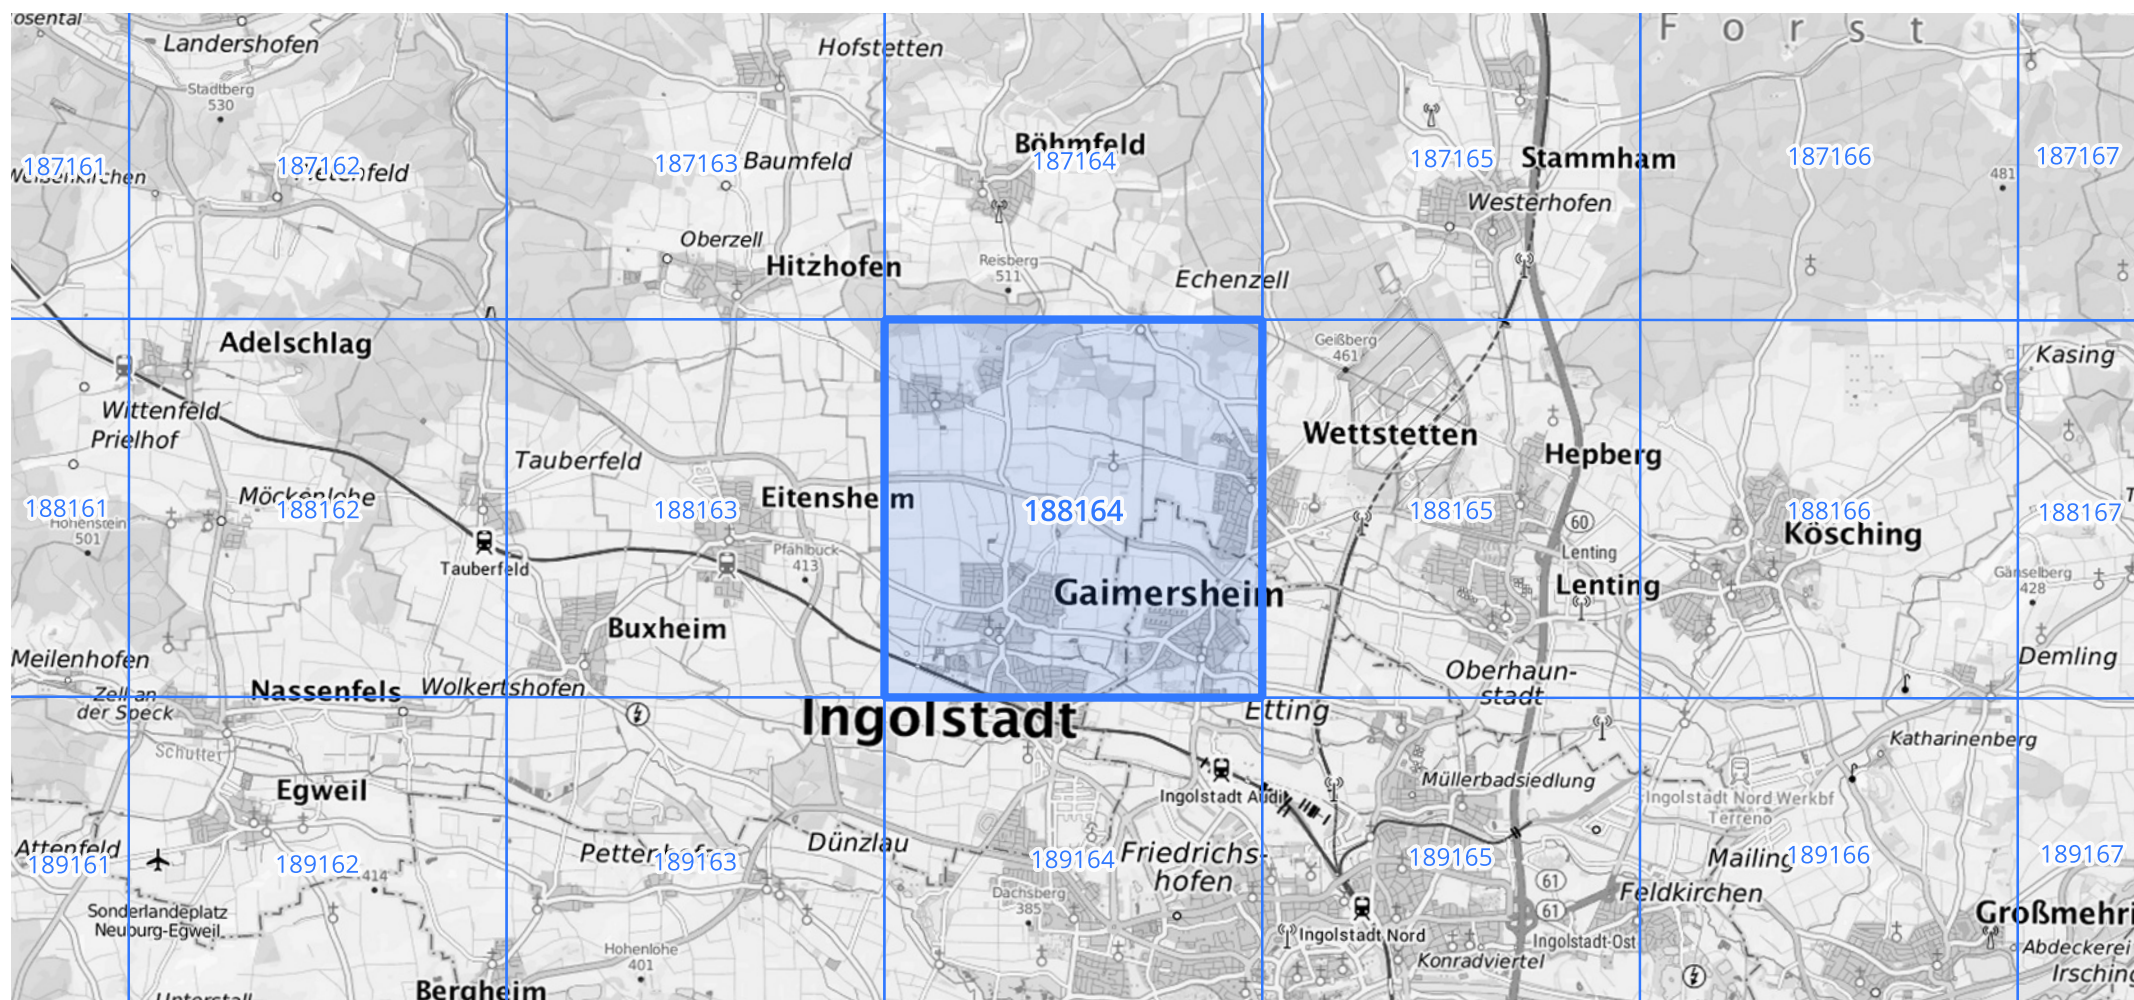 Landershofen
Hofstetten
Forst
Stadtberg
530
Böhmfeld
187161
187162
187163
Baumfeld
187164
187165
Stammham
187166
187167
481
Westerhofen
Oberzell
Hitzhofen
Reisberg
511
Echenzell
Adelschlag
Geißberg
461
Kasing
Wittenfeld
Prielhof
Wettstetten
Hepberg
Tauberfeld
Möckenlohe
Eitensheim
188161
188162
188163
188164
188165
188166
188167
Hohenstein
501
60
Kösching
Tauberfeld
Pfahlbuck
413
Lenting
Gaimersheim
Lenting
Gänselberg
428
Buxheim
Meilenhofen
Oberhaun-
stadt
Demling
Zell an
der Speck
Nassenfels
Wolkertshofen
Ingolstadt
Etting
Schutter
Katharinenberg
Egweil
Müllerbadsiedlung
Ingolstadt Audi
Ingolstadt Nord Werkbf
Terreno
Attenfeld
189161
189162
189163
Dünzlau
189164
Friedrichs-
hofen
189165
Mailing
189166
189167
414
Dachsberg
385
61
Feldkirchen
Sonderlandeplatz
Neuburg-Egweil
61
Großmehri
Ingolstadt Nord
Ingolstadt-Ost
Hohenlohe
401
Konradviertel
Abdeckerei
Irsching
Bergheim
Unterstall